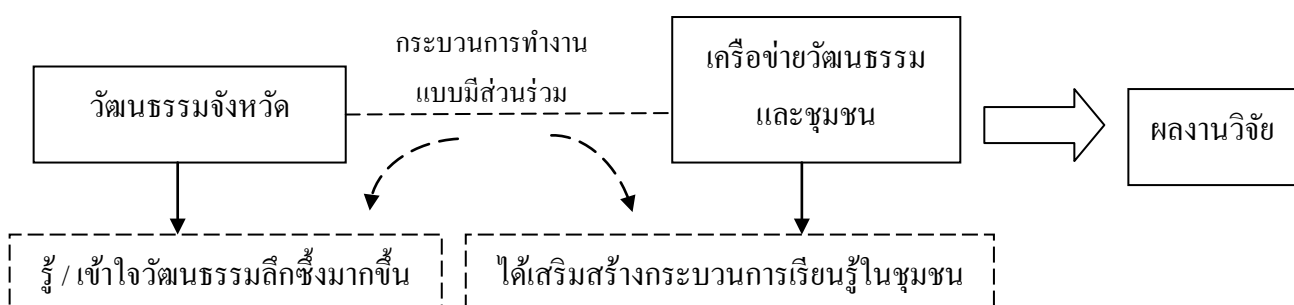 กระบวนการทำงาน
แบบมีส่วนร่วม
วัฒนธรรมจังหวัด
เครือข่ายวัฒนธรรม
และชุมชน
ผลงานวิจัย
รู้ / เข้าใจวัฒนธรรมลึกซึ้งมากขึ้น
ได้เสริมสร้างกระบวนการเรียนรู้ในชุมชน